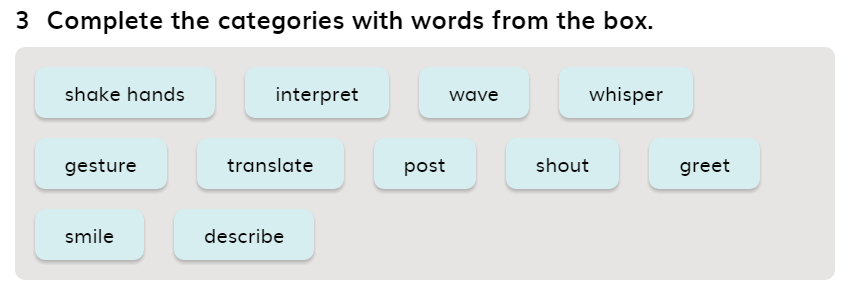 3 Complete the categories with words from the box.
shake hands interpret wave whisper
gesture translate post shout greet
smile describe